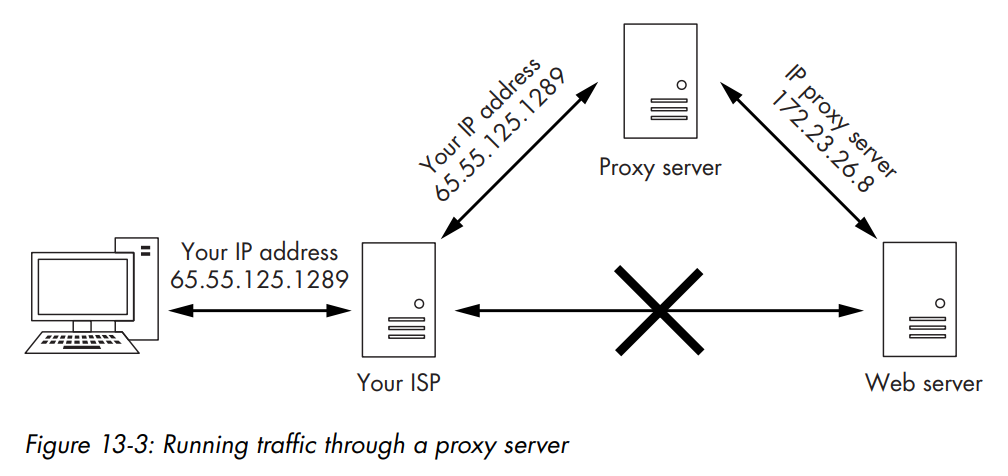 Your IP address
65.55.125.1289
IP proxy server
172.23.26.8
Proxy server
Your IP address
65.55.125.1289
Your ISP
Web server
Figure 13-3: Running traffic through a proxy server